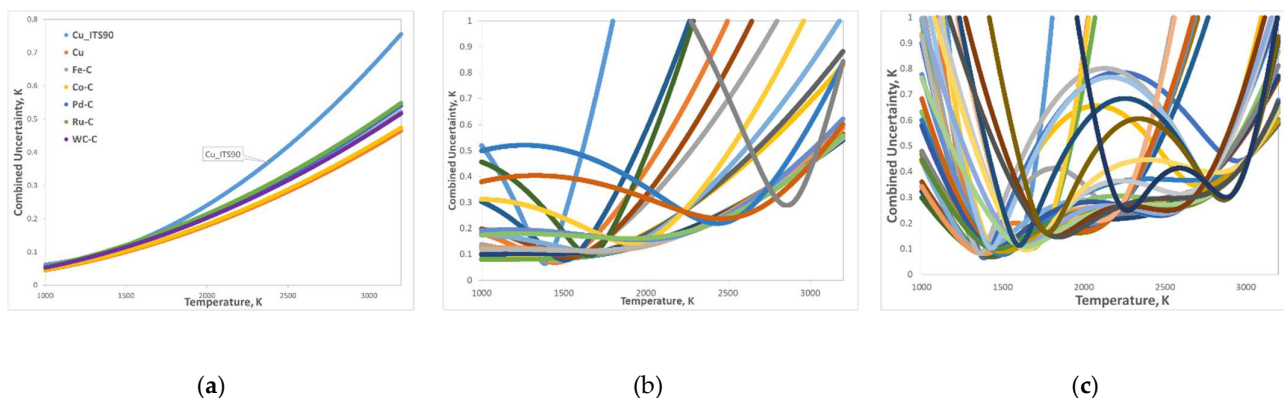 0.8
0.7
0.6
0.5
0.4
0.3
0.2
0.1
0
Combined Uncertainty, K
Cu_ITS90
Cu
Fe-C
Co-C
Pd-C
Ru-C
WC-C
Cu_ITS90
1000
1500
2000
2500
3000
Temperature, K
(a)
1
0.9
0.8
0.7
0.6
0.5
0.4
0.3
0.2
0.1
0
Combined Uncertainty, K
1000
1500
2000
2500
3000
Temperature, K
(b)
1
0.9
0.8
0.7
0.6
0.5
0.4
0.3
0.2
0.1
0
Combined Uncertainty, K
1000
1500
2000
2500
3000
Temperature, K
(c)